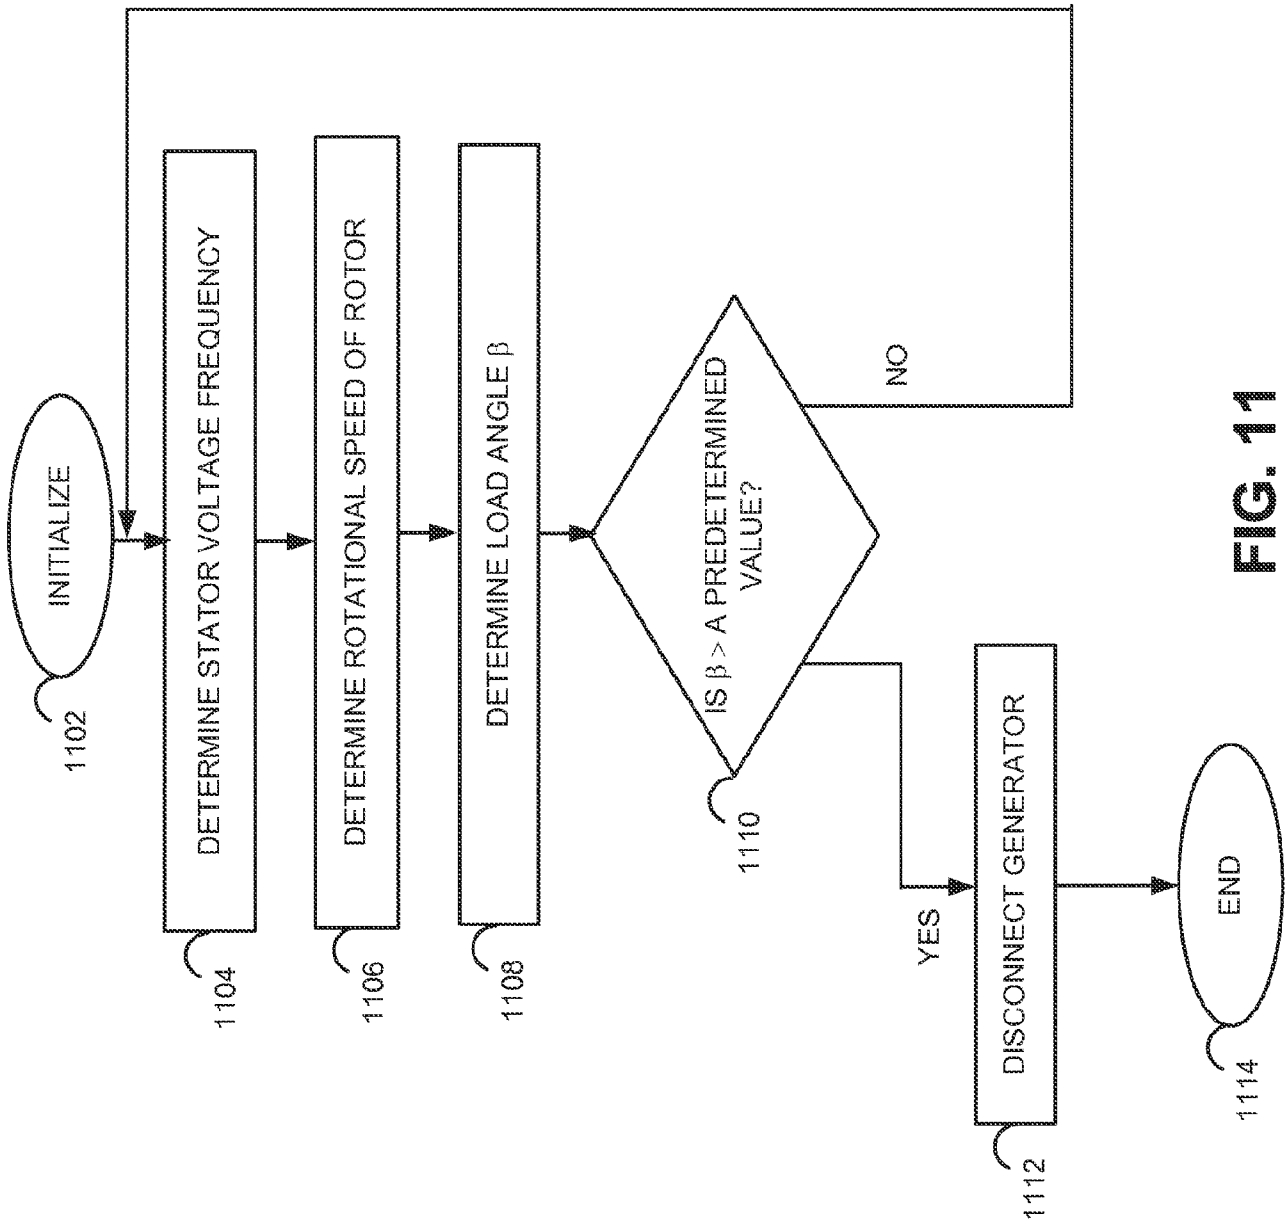 INITIALIZE
1102
DETERMINE STATOR VOLTAGE FREQUENCY
1104
DETERMINE ROTATIONAL SPEED OF ROTOR
1106
DETERMINE LOAD ANGLE β
1108
IS β > A PREDETERMINED
VALUE?
1110
NO
YES
DISCONNECT GENERATOR
1112
END
1114
FIG. 11